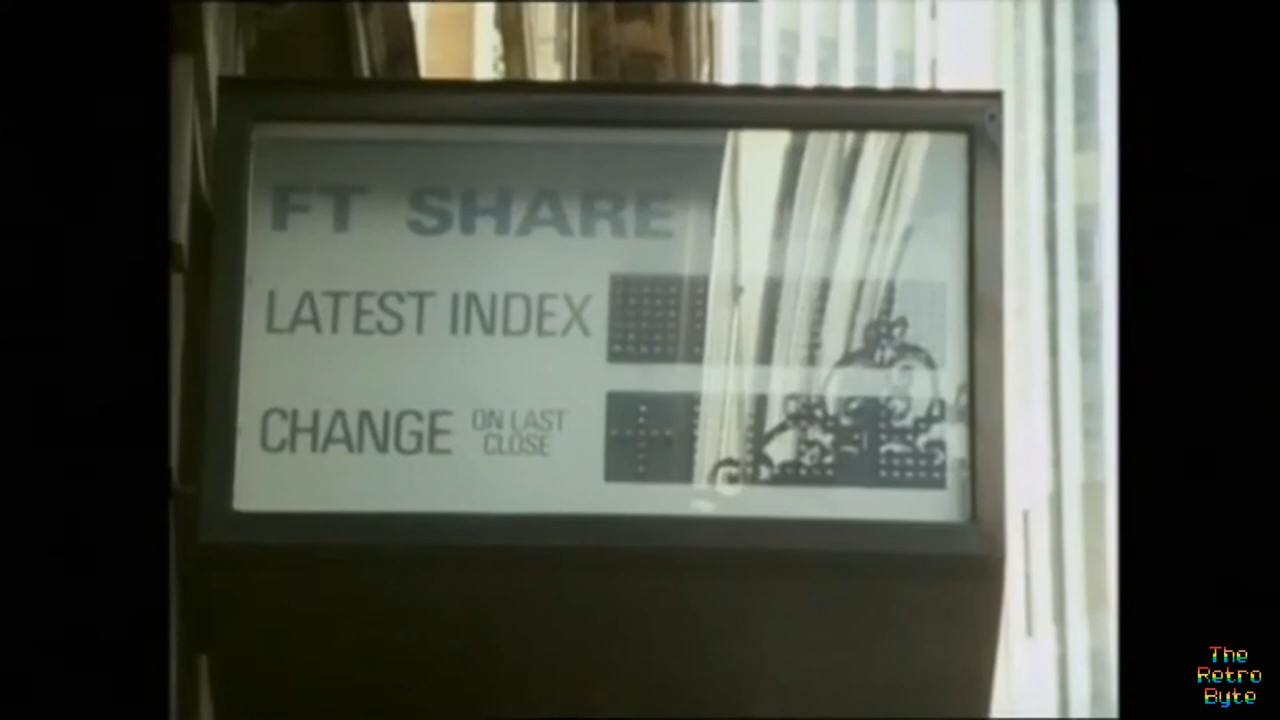 FT SHARE
LATEST INDEX
CHANGE ON LAST CLOSE
The
Retro
Byte